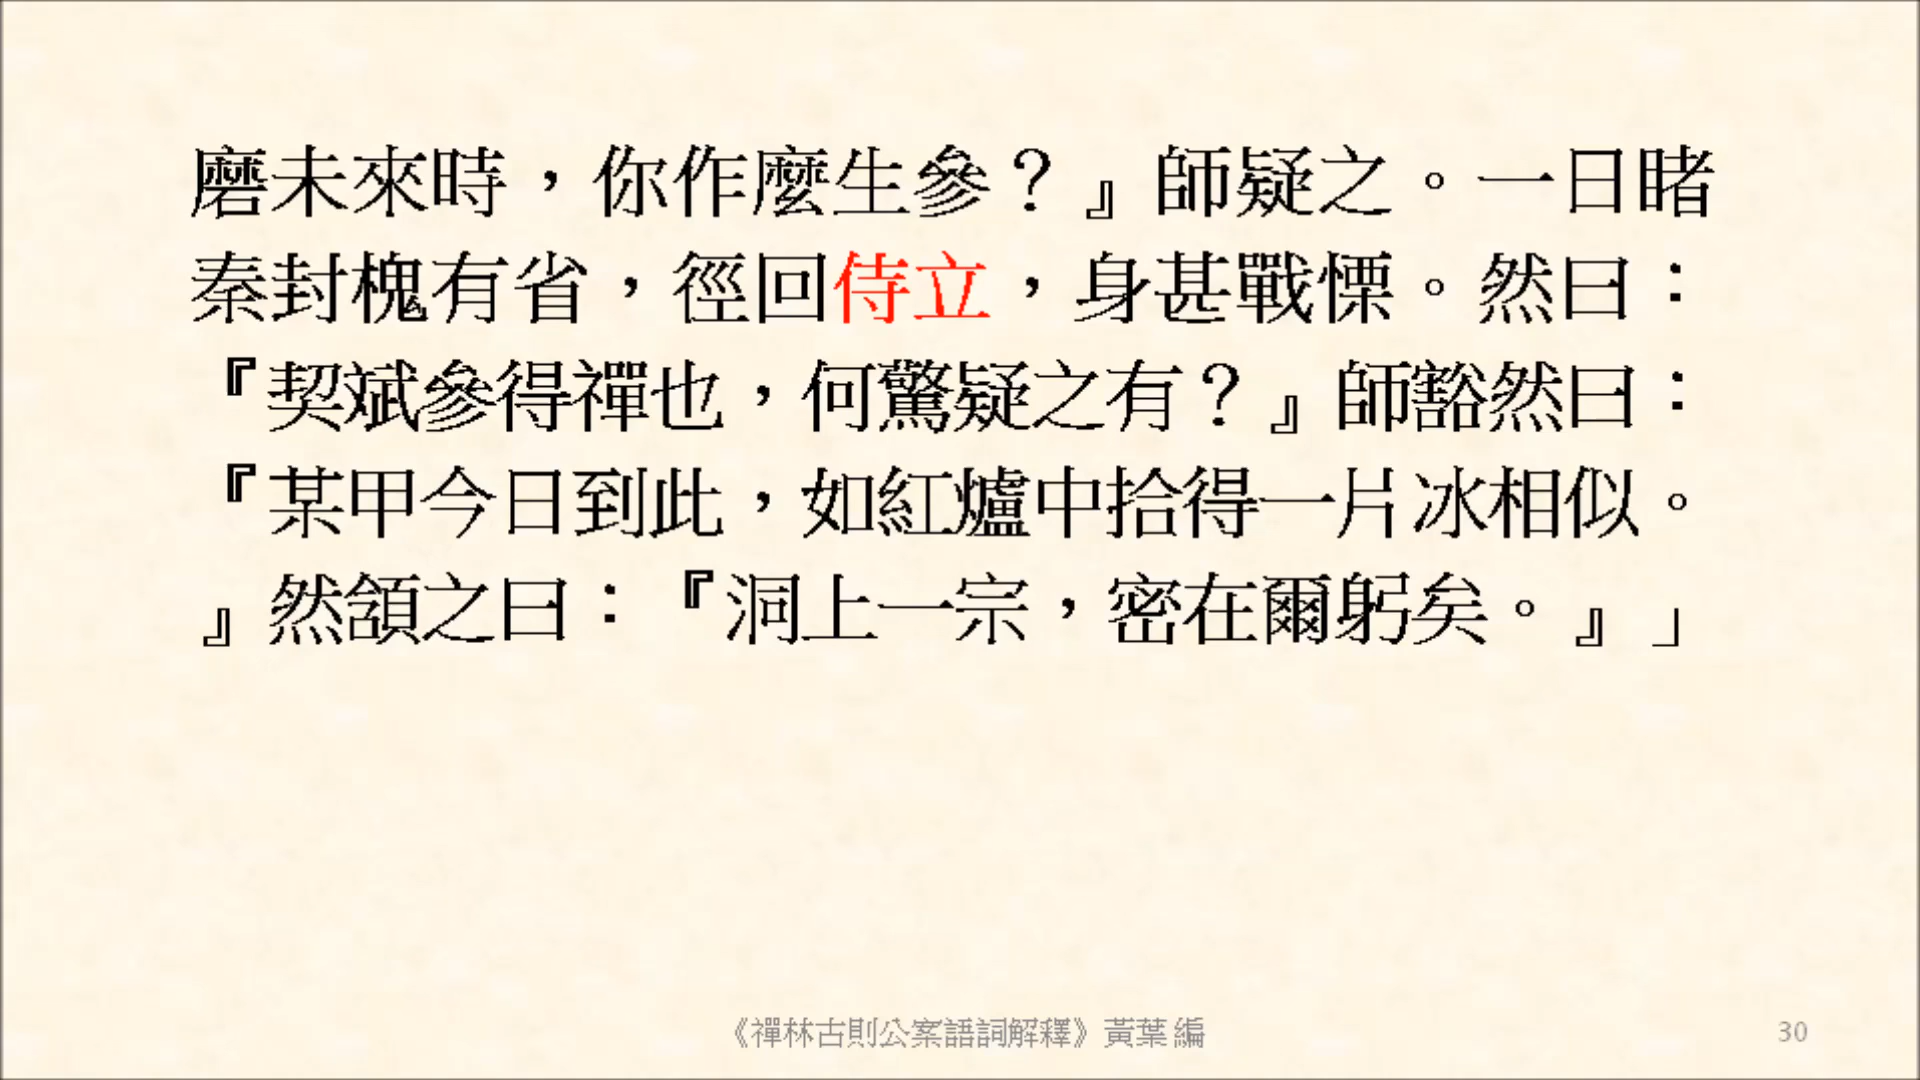 磨未來時，你作麼生參？』師疑之。一日睹
秦封槐有省，徑回侍立，身甚戰慄。然曰：
『契斌參得禪也，何驚疑之有？』師豁然曰：
『某甲今日到此，如紅爐中拾得一片冰相似。
』然頷之曰：『洞上一宗，密在爾躬矣。』」
《禪林古則公案語詞解釋》黃葉 編
30